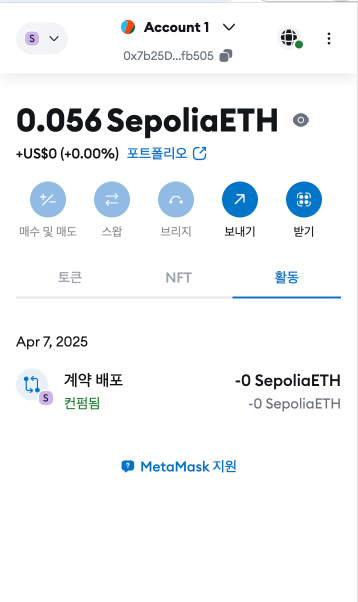 S
Account 1
0x7b25D...fb505
0.056 SepoliaETH
+US$0 (+0.00%) 포트폴리오
매수 및 매도 스왑 브리지 보내기 받기
토큰 NFT 활동
Apr 7, 2025
계약 배포 -0 SepoliaETH
S 컨펌됨 -0 SepoliaETH
MetaMask 지원